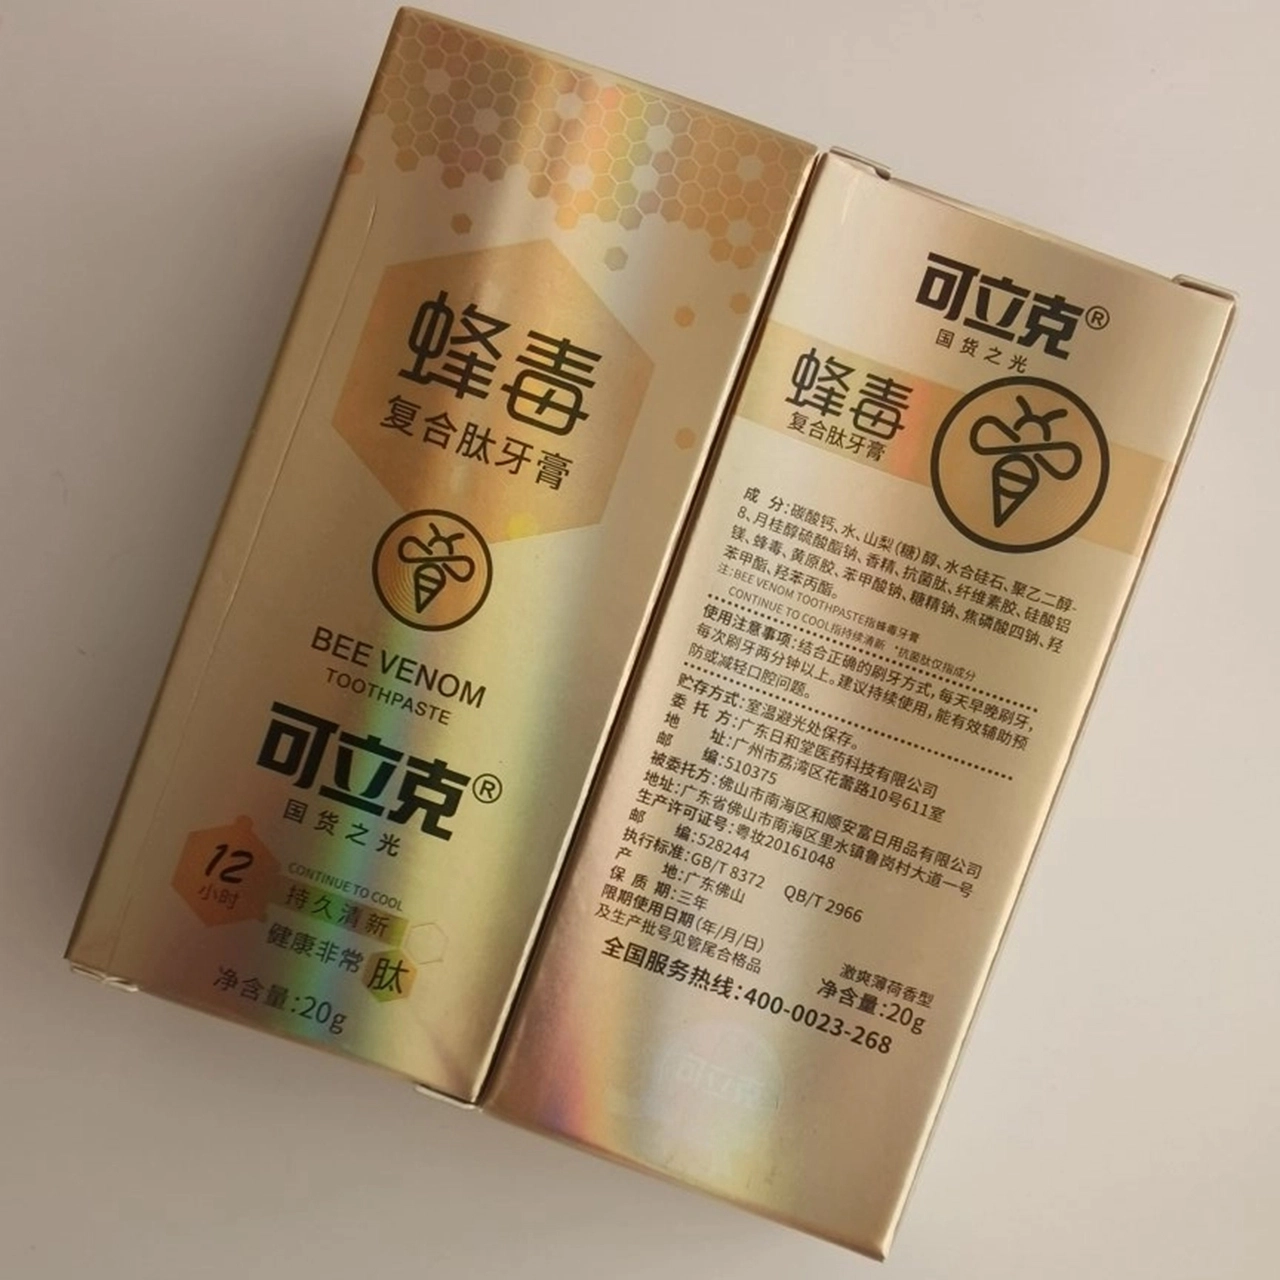 蜂毒
复合肽牙膏
BEE VENOM
TOOTHPASTE
可立克®
国货之光
12
小时
CONTINUE TO COOL
持久清新
健康非常肽
净含量:20g
可立克®
国货之光
蜂毒
复合肽牙膏
成 分:碳酸钙、水、山梨(糖)醇、水合硅石、聚乙二醇-
8、月桂醇硫酸酯钠、香精、抗菌肽、纤维素胶、硅酸铝
镁、蜂毒、黄原胶、苯甲酸钠、糖精钠、焦磷酸四钠、羟
苯甲酯、羟苯丙酯。
注:BEE VENOM TOOTHPASTE指蜂毒牙膏
CONTINUE TO COOL指持续清新 *抗菌肽仅指成分
使用注意事项:结合正确的刷牙方式,每天早晚刷牙,
每次刷牙两分钟以上。建议持续使用,能有效辅助预
防或减轻口腔问题。
贮存方式:室温避光处保存。
委 托 方:广东日和堂医药科技有限公司
地 址:广州市荔湾区花蕾路10号611室
邮 编:510375
被委托方:佛山市南海区和顺安富日用品有限公司
地址:广东省佛山市南海区里水镇鲁岗村大道一号
生产许可证号:粤妆20161048
邮 编:528244
执行标准:GB/T 8372 QB/T 2966
产 地:广东佛山
保 质 期:三年
限期使用日期(年/月/日)
及生产批号见管尾合格品
激爽薄荷香型
净含量:20g
全国服务热线:400-0023-268
可立克